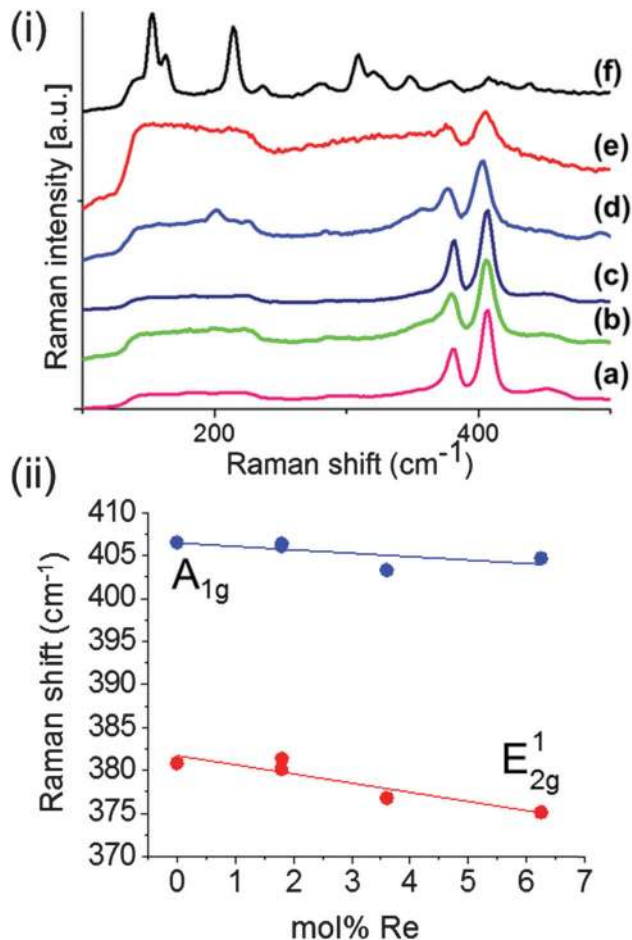 (i)
Raman intensity [a.u.]
(f)
(e)
(d)
(c)
(b)
(a)
200
400
Raman shift (cm⁻¹)
(ii)
Raman shift (cm⁻¹)
410
405
400
395
390
385
380
375
370
A₁g
E¹₂g
0 1 2 3 4 5 6 7
mol% Re